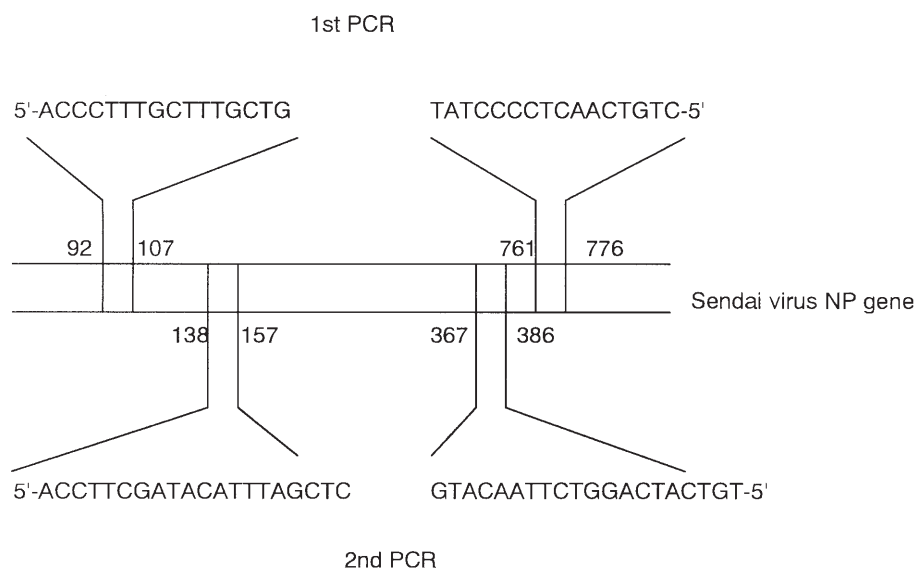 1st PCR
5'-ACCCTTTGCTTTGCTG
TATCCCCTCAACTGTC-5'
92
107
761
776
Sendai virus NP gene
138
157
367
386
5'-ACCTTCGATACATTTAGCTC
GTACAATTCTGGACTACTGT-5'
2nd PCR